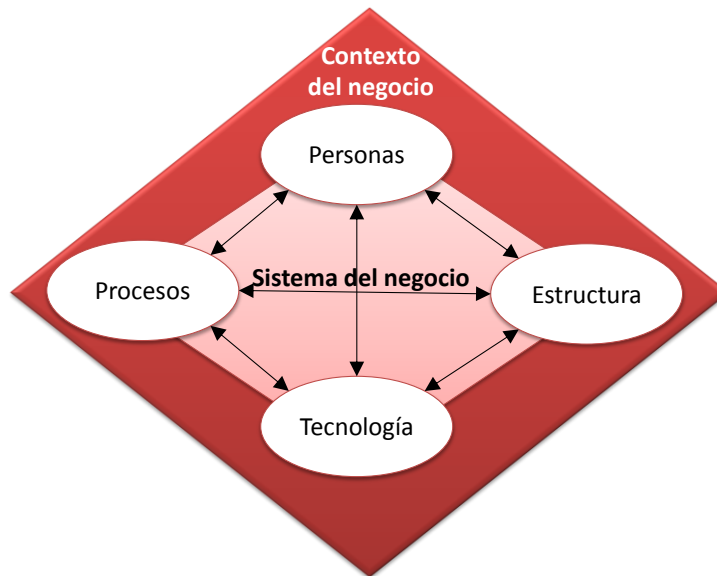 Contexto
del negocio
Personas
Procesos
Sistema del negocio
Estructura
Tecnología